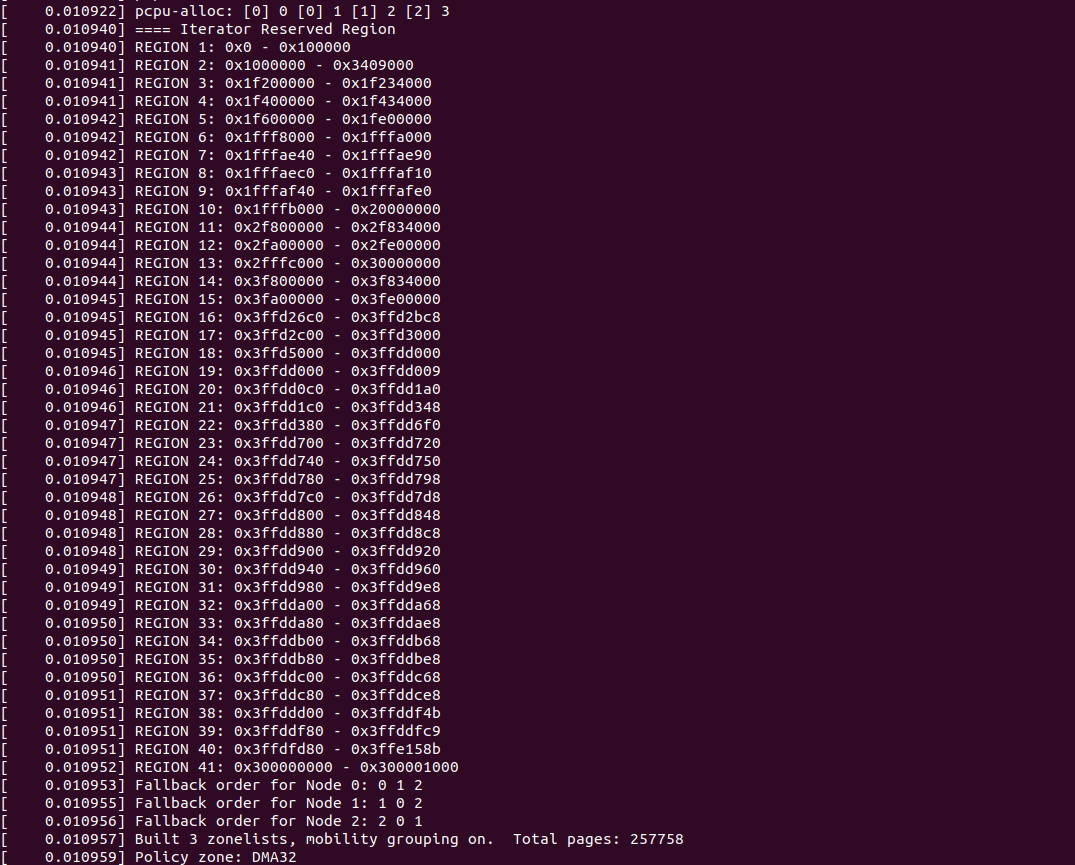 [    0.010922] pcpu-alloc: [0] 0 [0] 1 [1] 2 [2] 3
[    0.010940] ==== Iterator Reserved Region
[    0.010940] REGION 1: 0x0 - 0x100000
[    0.010941] REGION 2: 0x1000000 - 0x3409000
[    0.010941] REGION 3: 0x1f200000 - 0x1f234000
[    0.010941] REGION 4: 0x1f400000 - 0x1f434000
[    0.010942] REGION 5: 0x1f600000 - 0x1fe00000
[    0.010942] REGION 6: 0x1fff8000 - 0x1fffa000
[    0.010942] REGION 7: 0x1fffae40 - 0x1fffae90
[    0.010943] REGION 8: 0x1fffaec0 - 0x1fffaf10
[    0.010943] REGION 9: 0x1fffaf40 - 0x1fffafe0
[    0.010943] REGION 10: 0x1fffb000 - 0x20000000
[    0.010944] REGION 11: 0x2f800000 - 0x2f834000
[    0.010944] REGION 12: 0x2fa00000 - 0x2fe00000
[    0.010944] REGION 13: 0x2fffc000 - 0x30000000
[    0.010944] REGION 14: 0x3f800000 - 0x3f834000
[    0.010945] REGION 15: 0x3fa00000 - 0x3fe00000
[    0.010945] REGION 16: 0x3ffd26c0 - 0x3ffd2bc8
[    0.010945] REGION 17: 0x3ffd2c00 - 0x3ffd3000
[    0.010945] REGION 18: 0x3ffd5000 - 0x3ffdd000
[    0.010946] REGION 19: 0x3ffdd000 - 0x3ffdd009
[    0.010946] REGION 20: 0x3ffdd0c0 - 0x3ffdd1a0
[    0.010946] REGION 21: 0x3ffdd1c0 - 0x3ffdd348
[    0.010947] REGION 22: 0x3ffdd380 - 0x3ffdd6f0
[    0.010947] REGION 23: 0x3ffdd700 - 0x3ffdd720
[    0.010947] REGION 24: 0x3ffdd740 - 0x3ffdd750
[    0.010947] REGION 25: 0x3ffdd780 - 0x3ffdd798
[    0.010948] REGION 26: 0x3ffdd7c0 - 0x3ffdd7d8
[    0.010948] REGION 27: 0x3ffdd800 - 0x3ffdd848
[    0.010948] REGION 28: 0x3ffdd880 - 0x3ffdd8c8
[    0.010948] REGION 29: 0x3ffdd900 - 0x3ffdd920
[    0.010949] REGION 30: 0x3ffdd940 - 0x3ffdd960
[    0.010949] REGION 31: 0x3ffdd980 - 0x3ffdd9e8
[    0.010949] REGION 32: 0x3ffdda00 - 0x3ffdda68
[    0.010950] REGION 33: 0x3ffdda80 - 0x3ffddae8
[    0.010950] REGION 34: 0x3ffddb00 - 0x3ffddb68
[    0.010950] REGION 35: 0x3ffddb80 - 0x3ffddbe8
[    0.010950] REGION 36: 0x3ffddc00 - 0x3ffddc68
[    0.010951] REGION 37: 0x3ffddc80 - 0x3ffddce8
[    0.010951] REGION 38: 0x3ffddd00 - 0x3ffddf4b
[    0.010951] REGION 39: 0x3ffddf80 - 0x3ffddfc9
[    0.010951] REGION 40: 0x3ffdfd80 - 0x3ffe158b
[    0.010952] REGION 41: 0x300000000 - 0x300001000
[    0.010953] Fallback order for Node 0: 0 1 2
[    0.010955] Fallback order for Node 1: 1 0 2
[    0.010956] Fallback order for Node 2: 2 0 1
[    0.010957] Built 3 zonelists, mobility grouping on.  Total pages: 257758
[    0.010959] Policy zone: DMA32